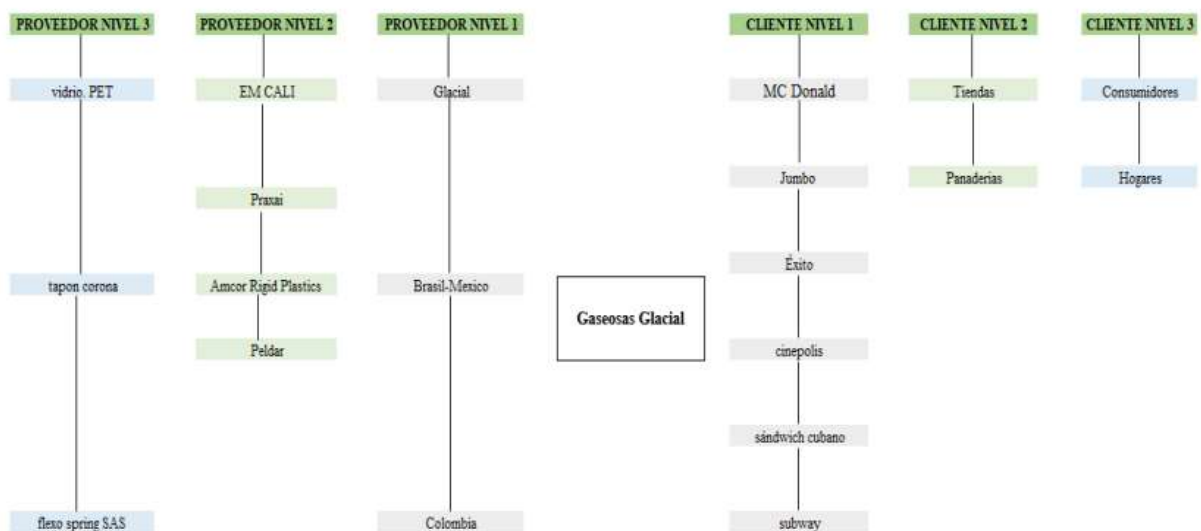 PROVEEDOR NIVEL 3
vidrio. PET
tapon corona
flexo spring SAS
PROVEEDOR NIVEL 2
EM CALI
Praxai
Amcor Rigid Plastics
Peldar
PROVEEDOR NIVEL 1
Glacial
Brasil-Mexico
Colombia
Gaseosas Glacial
CLIENTE NIVEL 1
MC Donald
Jumbo
Éxito
cinepolis
sándwich cubano
subway
CLIENTE NIVEL 2
Tiendas
Panaderias
CLIENTE NIVEL 3
Consumidores
Hogares